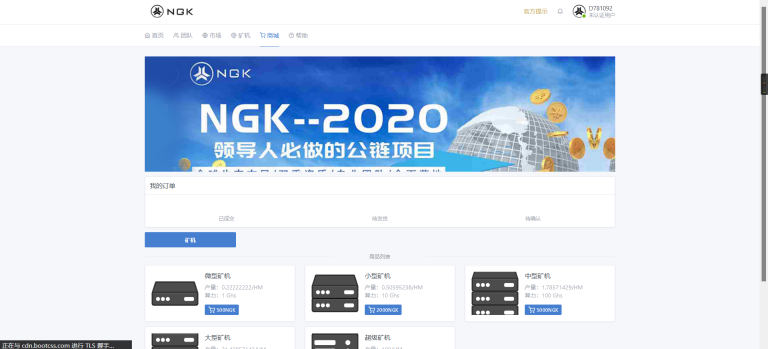 NGK
官方提示
D781092
未认证用户
首页 团队 市场 矿机 商城 帮助
NGK
NGK--2020
领导人必做的公链项目
我的订单
已提交 待发货 待确认
矿机
商品列表
微型矿机
产量：0.22222222/HM
算力：1 Ghs
500NGK
小型矿机
产量：0.90995238/HM
算力：10 Ghs
2000NGK
中型矿机
产量：1.78571429/HM
算力：100 Ghs
5000NGK
大型矿机
超级矿机
正在与 cdn.bootcss.com 进行 TLS 握手...